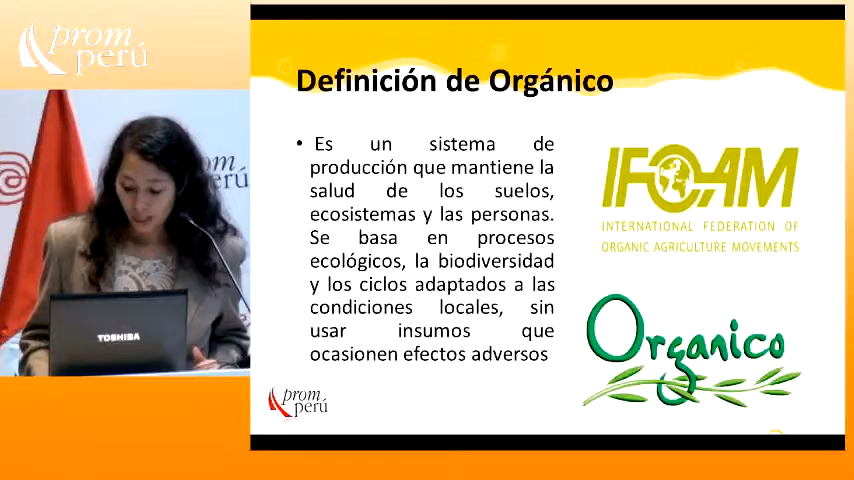 prom
perú
om
erú
TOSHIBA
Definición de Orgánico
• Es un sistema de
producción que mantiene la
salud de los suelos,
ecosistemas y las personas.
Se basa en procesos
ecológicos, la biodiversidad
y los ciclos adaptados a las
condiciones locales, sin
usar insumos que
ocasionen efectos adversos
IFOAM
INTERNATIONAL FEDERATION OF
ORGANIC AGRICULTURE MOVEMENTS
Organico
prom
perú